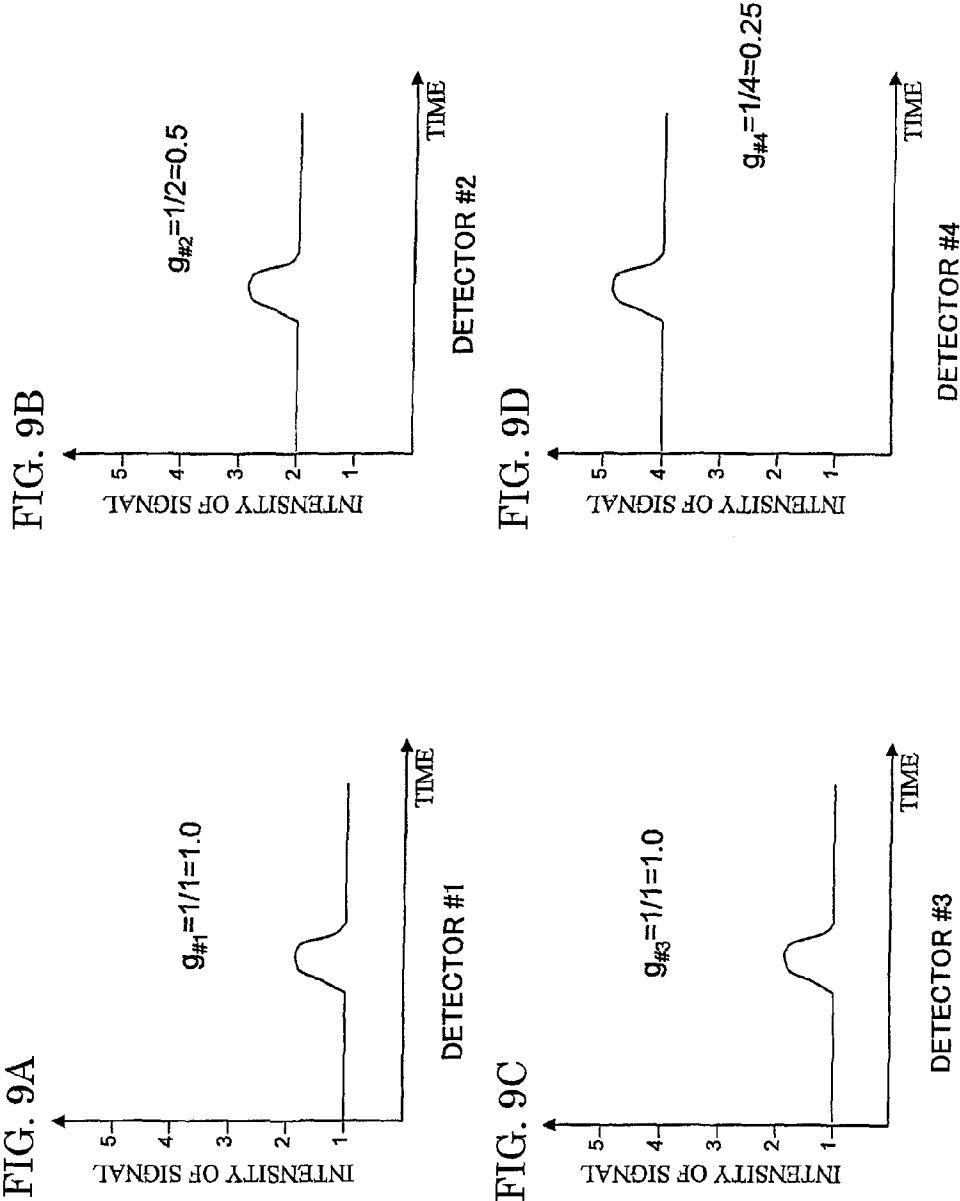 FIG. 9A
INTENSITY OF SIGNAL
5
4
3
2
1
g#1=1/1=1.0
TIME
DETECTOR #1
FIG. 9B
INTENSITY OF SIGNAL
5
4
3
2
1
g#2=1/2=0.5
TIME
DETECTOR #2
FIG. 9C
INTENSITY OF SIGNAL
5
4
3
2
1
g#3=1/1=1.0
TIME
DETECTOR #3
FIG. 9D
INTENSITY OF SIGNAL
5
4
3
2
1
g#4=1/4=0.25
TIME
DETECTOR #4